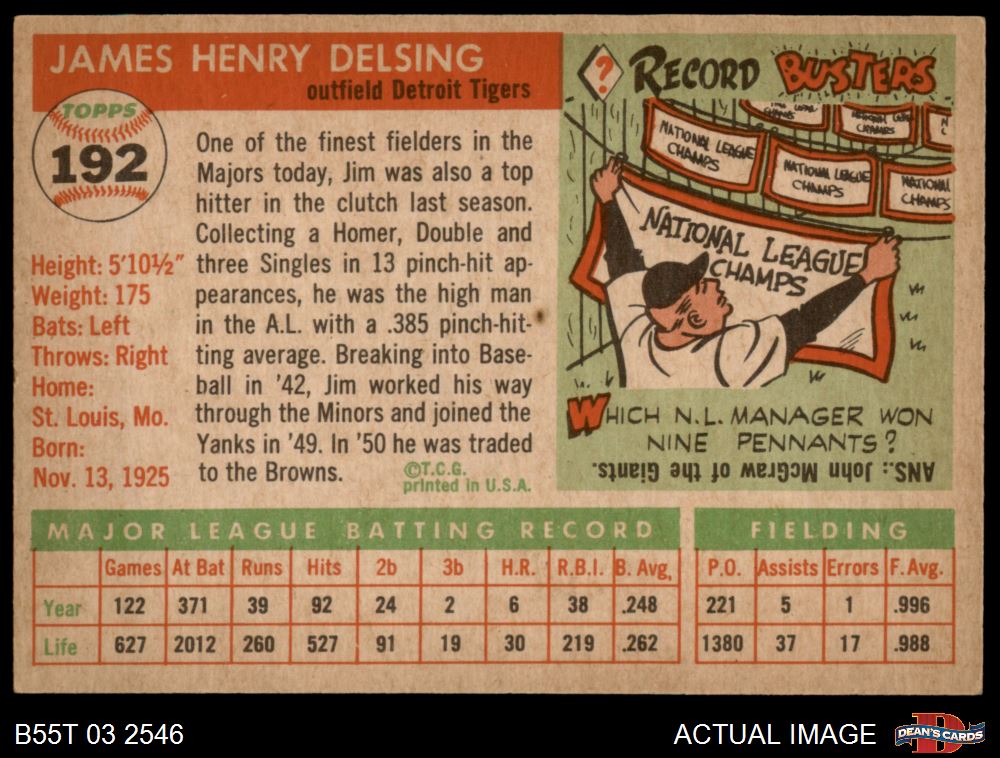 JAMES HENRY DELSING
outfield Detroit Tigers
TOPPS
192
Height: 5'10½"
Weight: 175
Bats: Left
Throws: Right
Home:
St. Louis, Mo.
Born:
Nov. 13, 1925
One of the finest fielders in the
Majors today, Jim was also a top
hitter in the clutch last season.
Collecting a Homer, Double and
three Singles in 13 pinch-hit ap-
pearances, he was the high man
in the A.L. with a .385 pinch-hit-
ting average. Breaking into Base-
ball in '42, Jim worked his way
through the Minors and joined the
Yanks in '49. In '50 he was traded
to the Browns.
©T.C.G.
printed in U.S.A.
? RECORD BUSTERS
CHAMPS
NATIONAL LEAGUE
CHAMPS
NATIONAL LEAGUE
CHAMPS
NATIONAL
CHAMPS
NATIONAL LEAGUE
CHAMPS
WHICH N.L. MANAGER WON
NINE PENNANTS?
ANS.: John McGraw of the Giants.
MAJOR LEAGUE BATTING RECORD
Games At Bat Runs Hits 2b 3b H.R. R.B.I. B. Avg.
Year 122 371 39 92 24 2 6 38 .248
Life 627 2012 260 527 91 19 30 219 .262
FIELDING
P.O. Assists Errors F. Avg.
221 5 1 .996
1380 37 17 .988
B55T 03 2546
ACTUAL IMAGE
D
DEAN'S CARDS